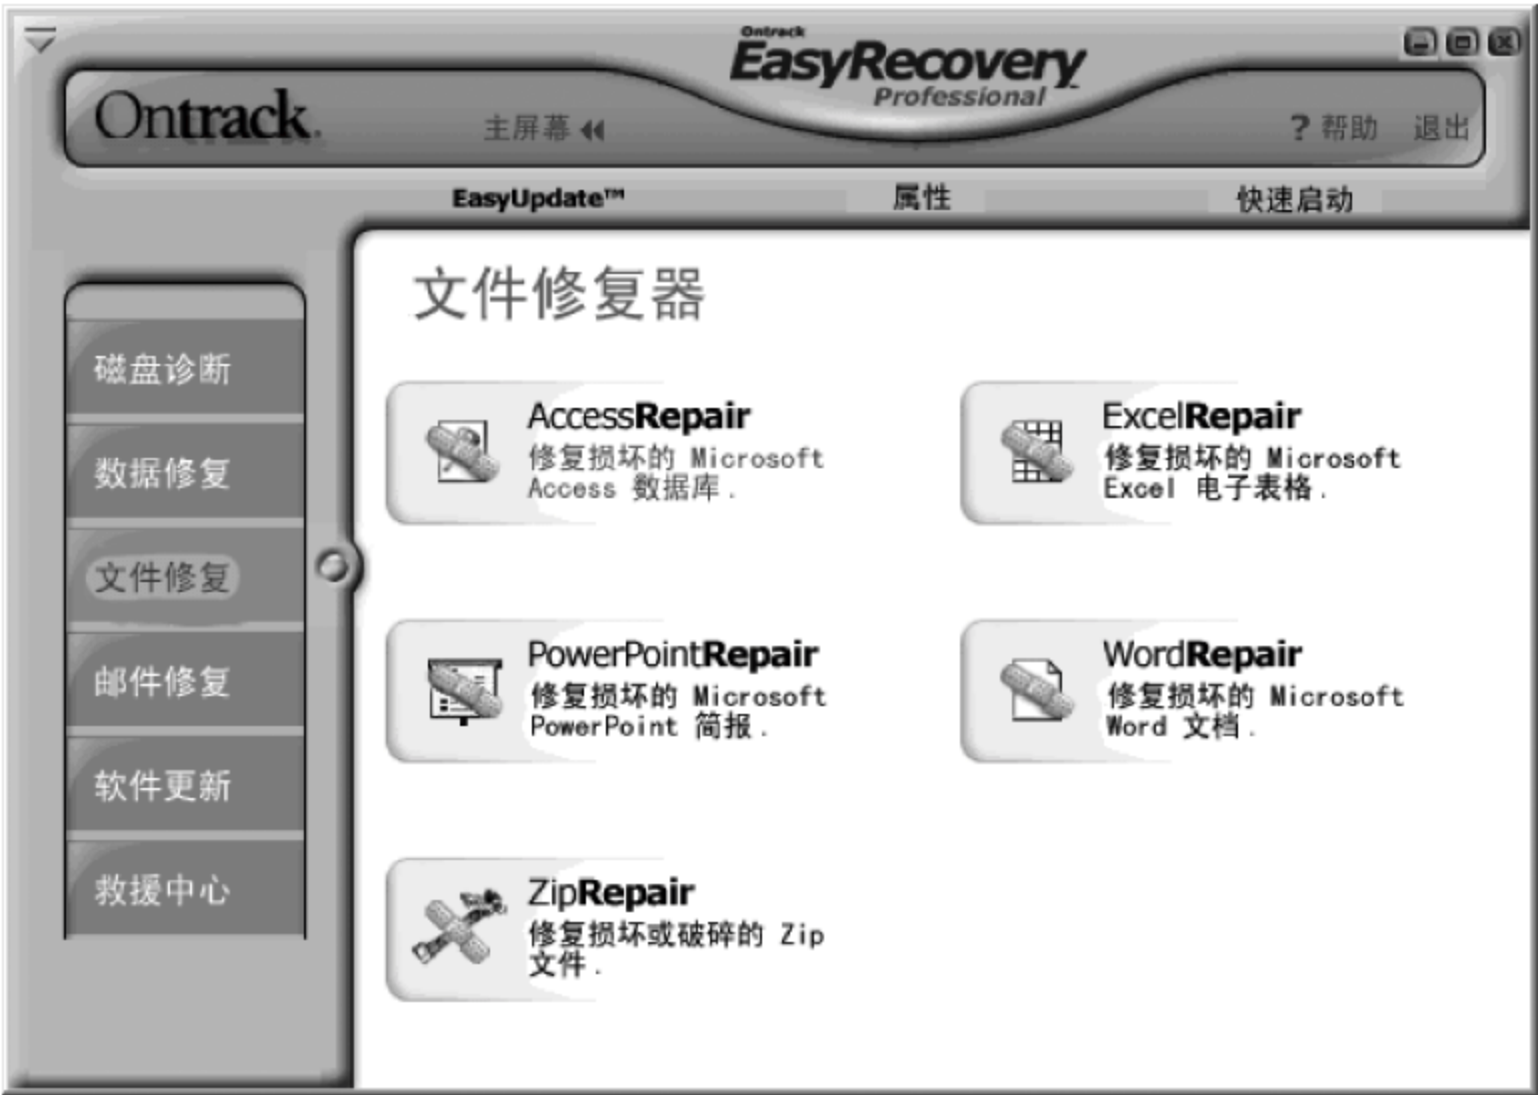 Ontrack
EasyRecovery
Professional
Ontrack.
主屏幕
? 帮助
退出
EasyUpdate™
属性
快速启动
磁盘诊断
数据修复
文件修复
邮件修复
软件更新
救援中心
文件修复器
AccessRepair
修复损坏的 Microsoft
Access 数据库.
ExcelRepair
修复损坏的 Microsoft
Excel 电子表格.
PowerPointRepair
修复损坏的 Microsoft
PowerPoint 简报.
WordRepair
修复损坏的 Microsoft
Word 文档.
ZipRepair
修复损坏或破碎的 Zip
文件.